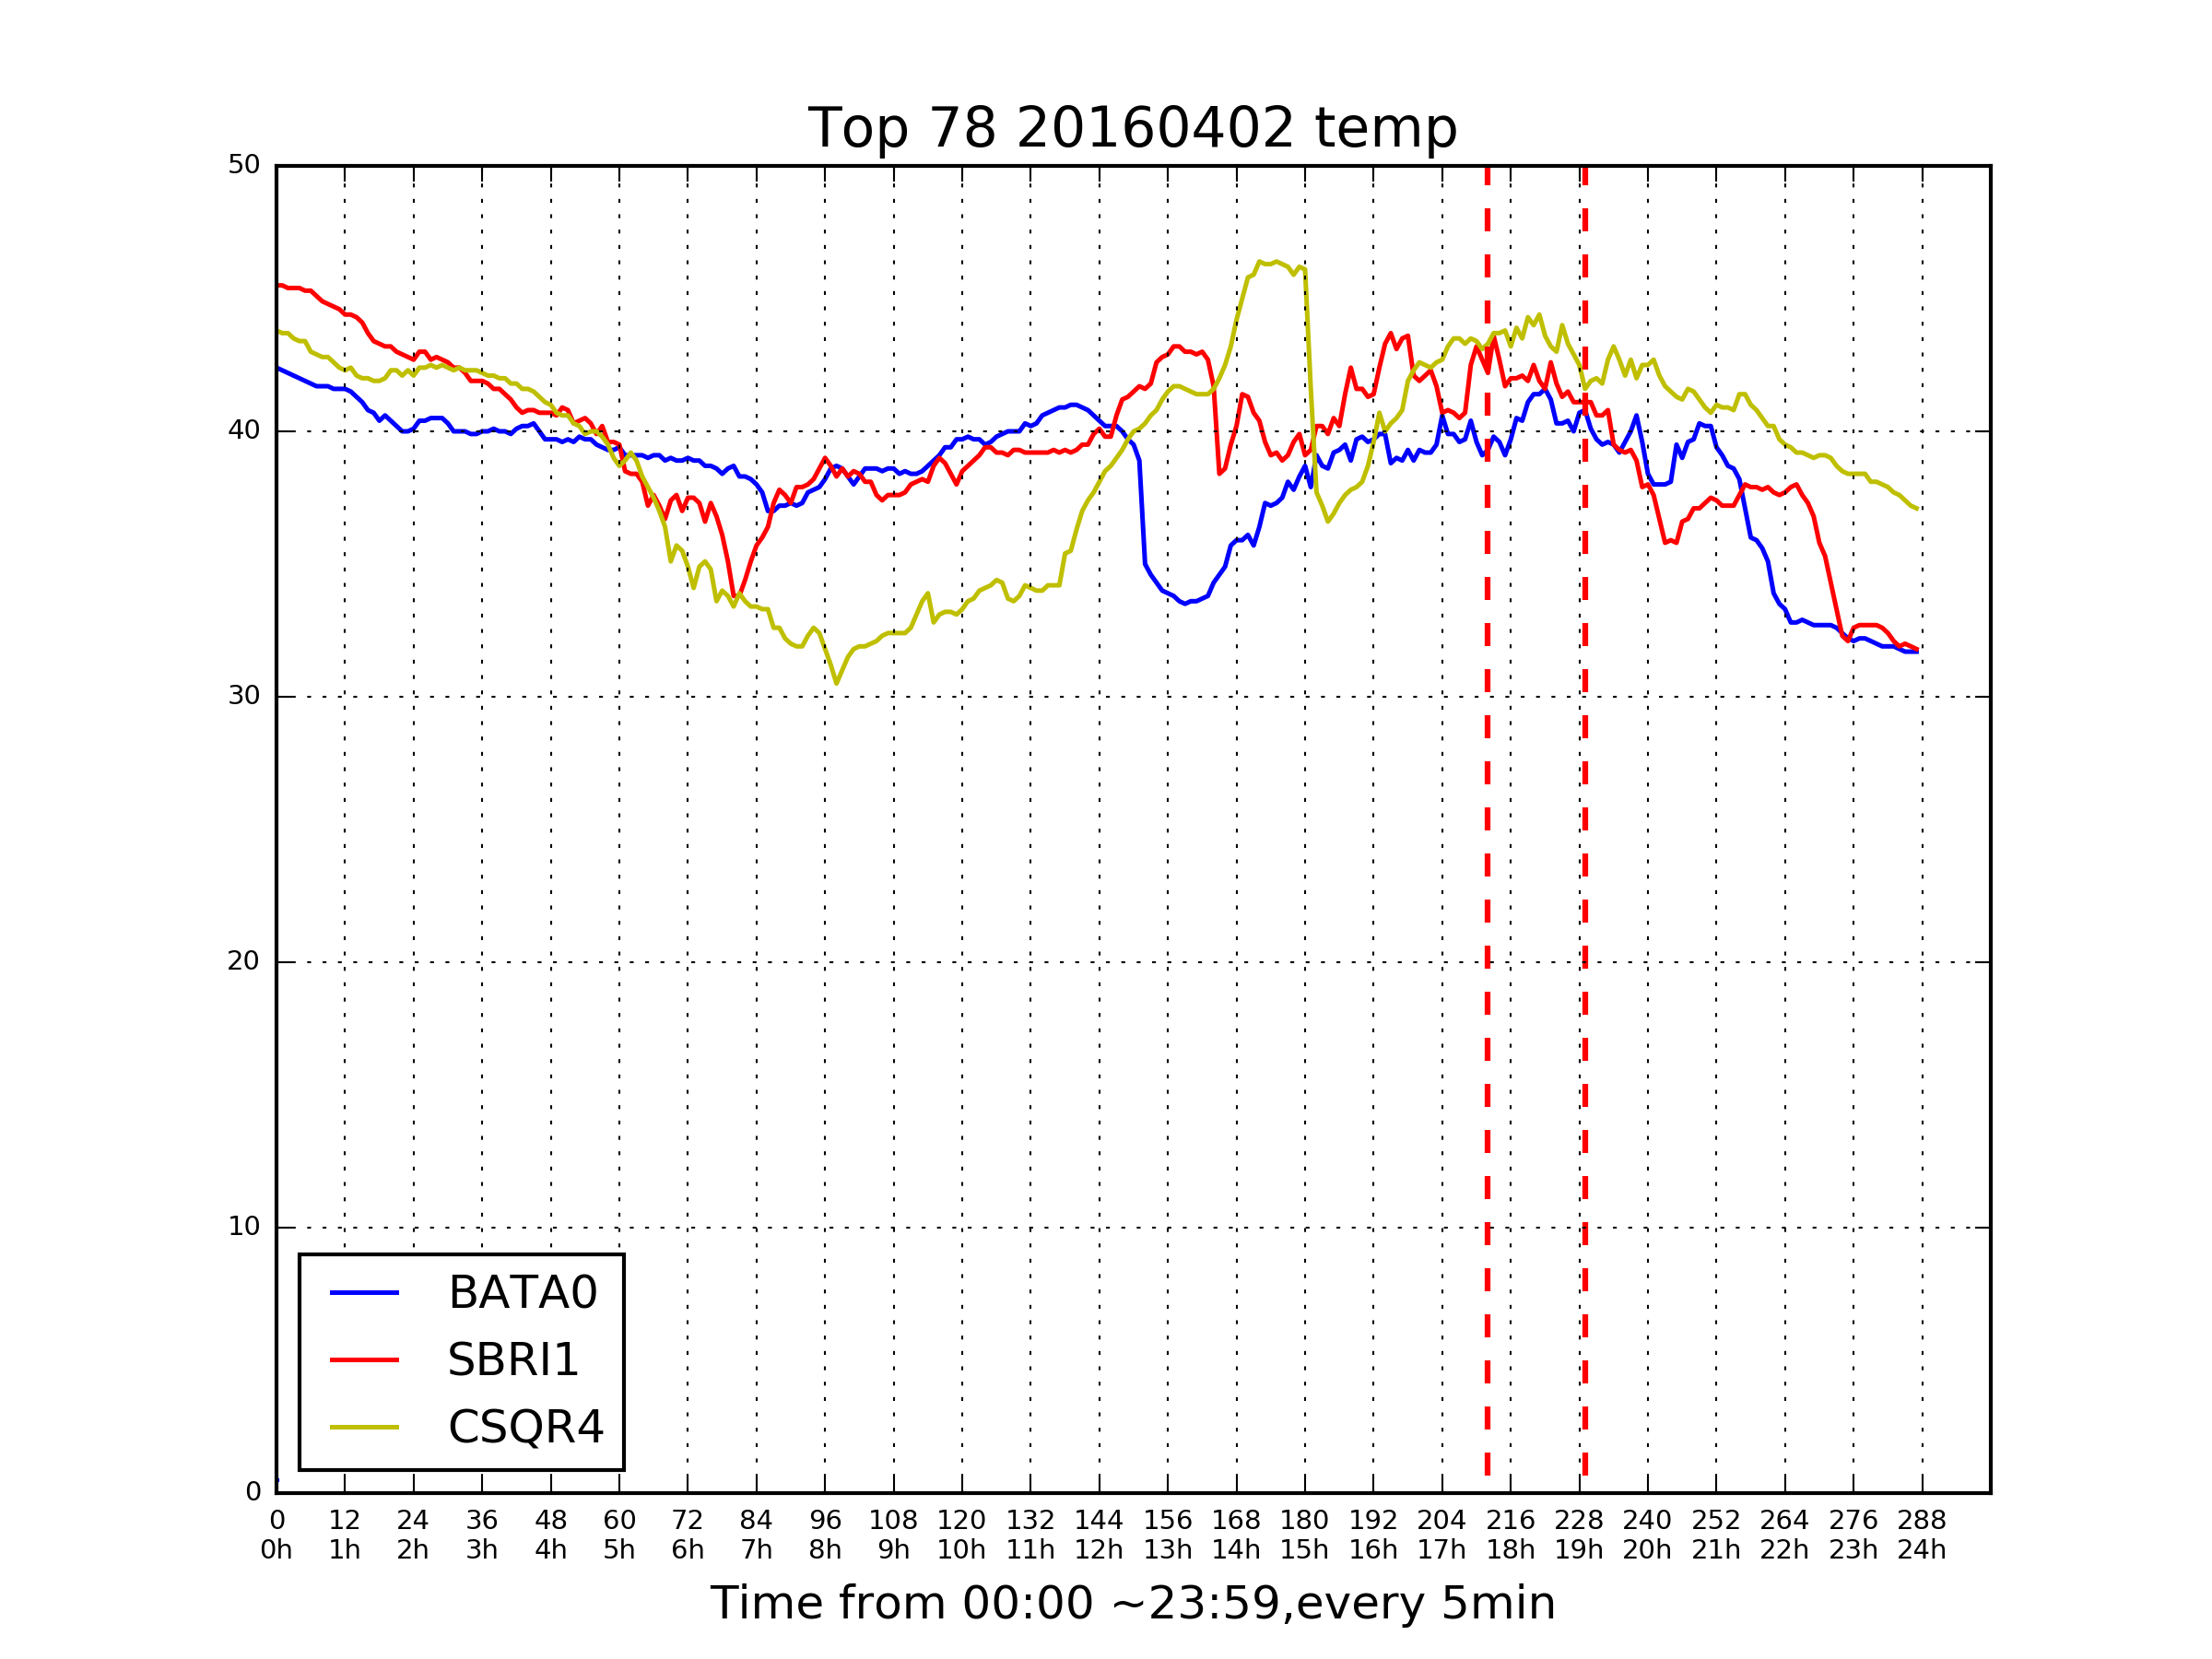 Top 78 20160402 temp
50
40
30
20
10
0
0 12 24 36 48 60 72 84 96 108 120 132 144 156 168 180 192 204 216 228 240 252 264 276 288
0h 1h 2h 3h 4h 5h 6h 7h 8h 9h 10h 11h 12h 13h 14h 15h 16h 17h 18h 19h 20h 21h 22h 23h 24h
BATA0
SBRI1
CSQR4
Time from 00:00 ~23:59,every 5min